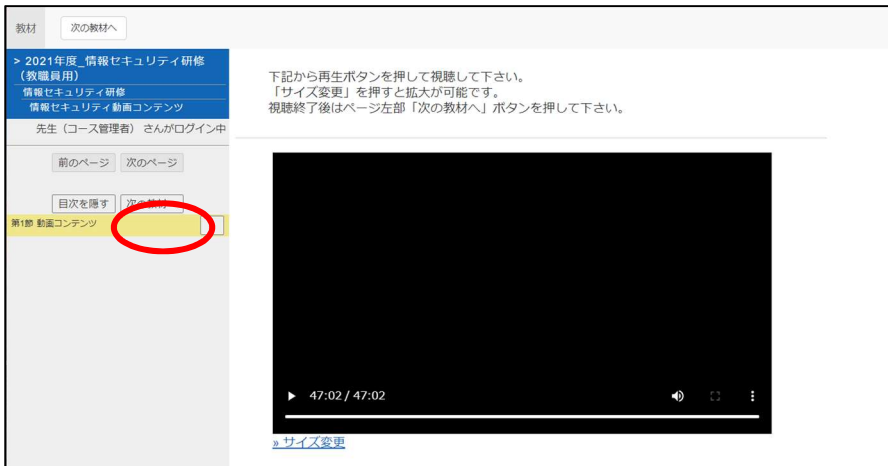 教材 次の教材へ
> 2021年度_情報セキュリティ研修
（教職員用）
情報セキュリティ研修
情報セキュリティ動画コンテンツ
先生（コース管理者） さんがログイン中
前のページ 次のページ
目次を隠す 次の教材へ
第1節 動画コンテンツ
下記から再生ボタンを押して視聴して下さい。
「サイズ変更」を押すと拡大が可能です。
視聴終了後はページ左部「次の教材へ」ボタンを押して下さい。
47:02 / 47:02
» サイズ変更